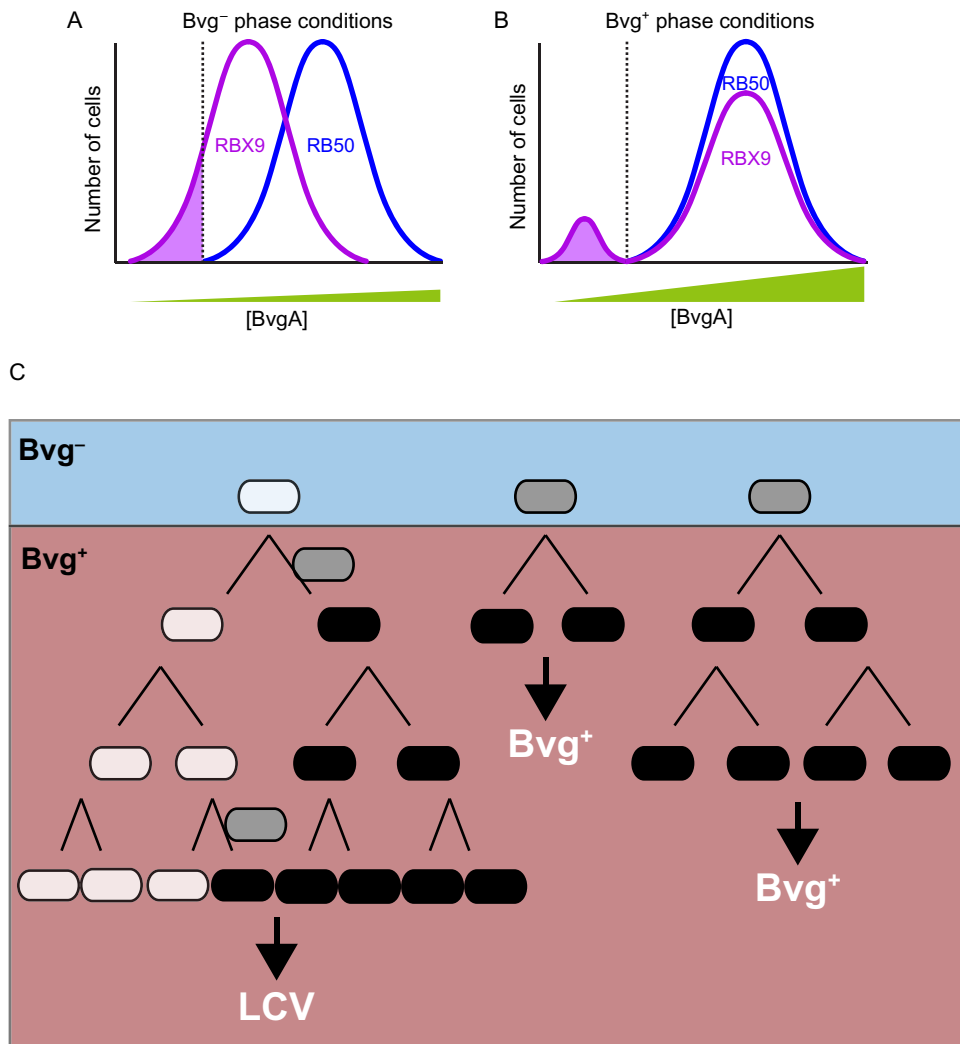 A
Bvg⁻ phase conditions
Number of cells
RBX9
RB50
[BvgA]
B
Bvg⁺ phase conditions
Number of cells
RB50
RBX9
[BvgA]
C
Bvg⁻
Bvg⁺
Bvg⁺
Bvg⁺
LCV